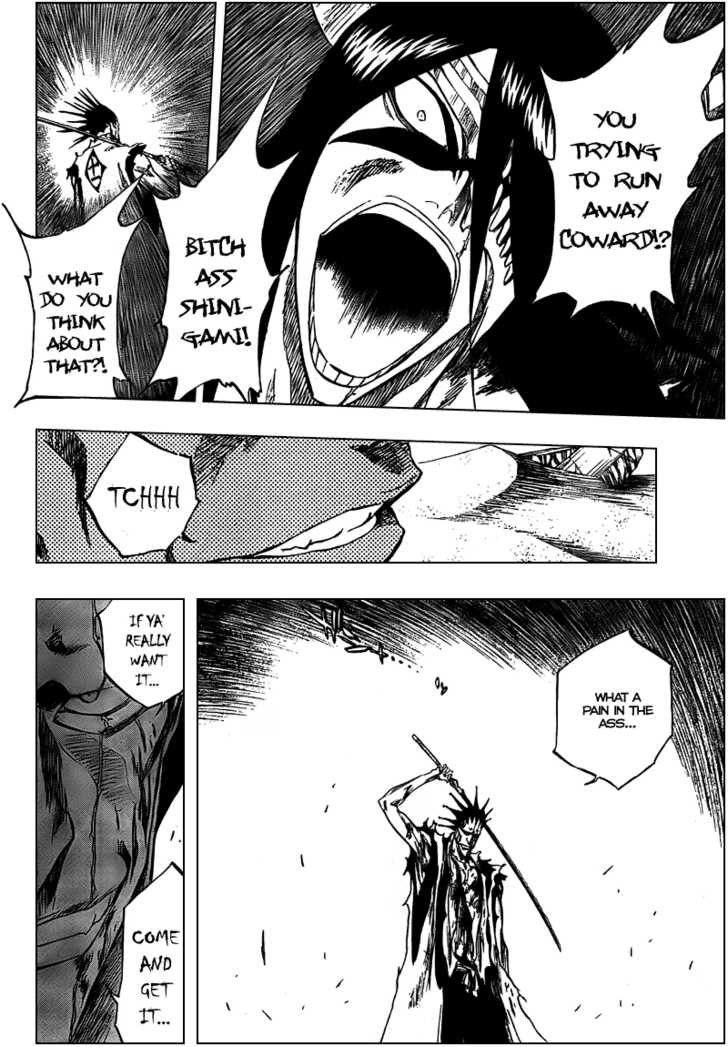 YOU
TRYING
TO RUN
AWAY
COWARD!?
BITCH
ASS
SHINI-
GAMI!
WHAT
DO YOU
THINK
ABOUT
THAT?!
TCHHH
WHAT A
PAIN IN THE
ASS...
IF YA'
REALLY
WANT
IT...
COME
AND
GET
IT...